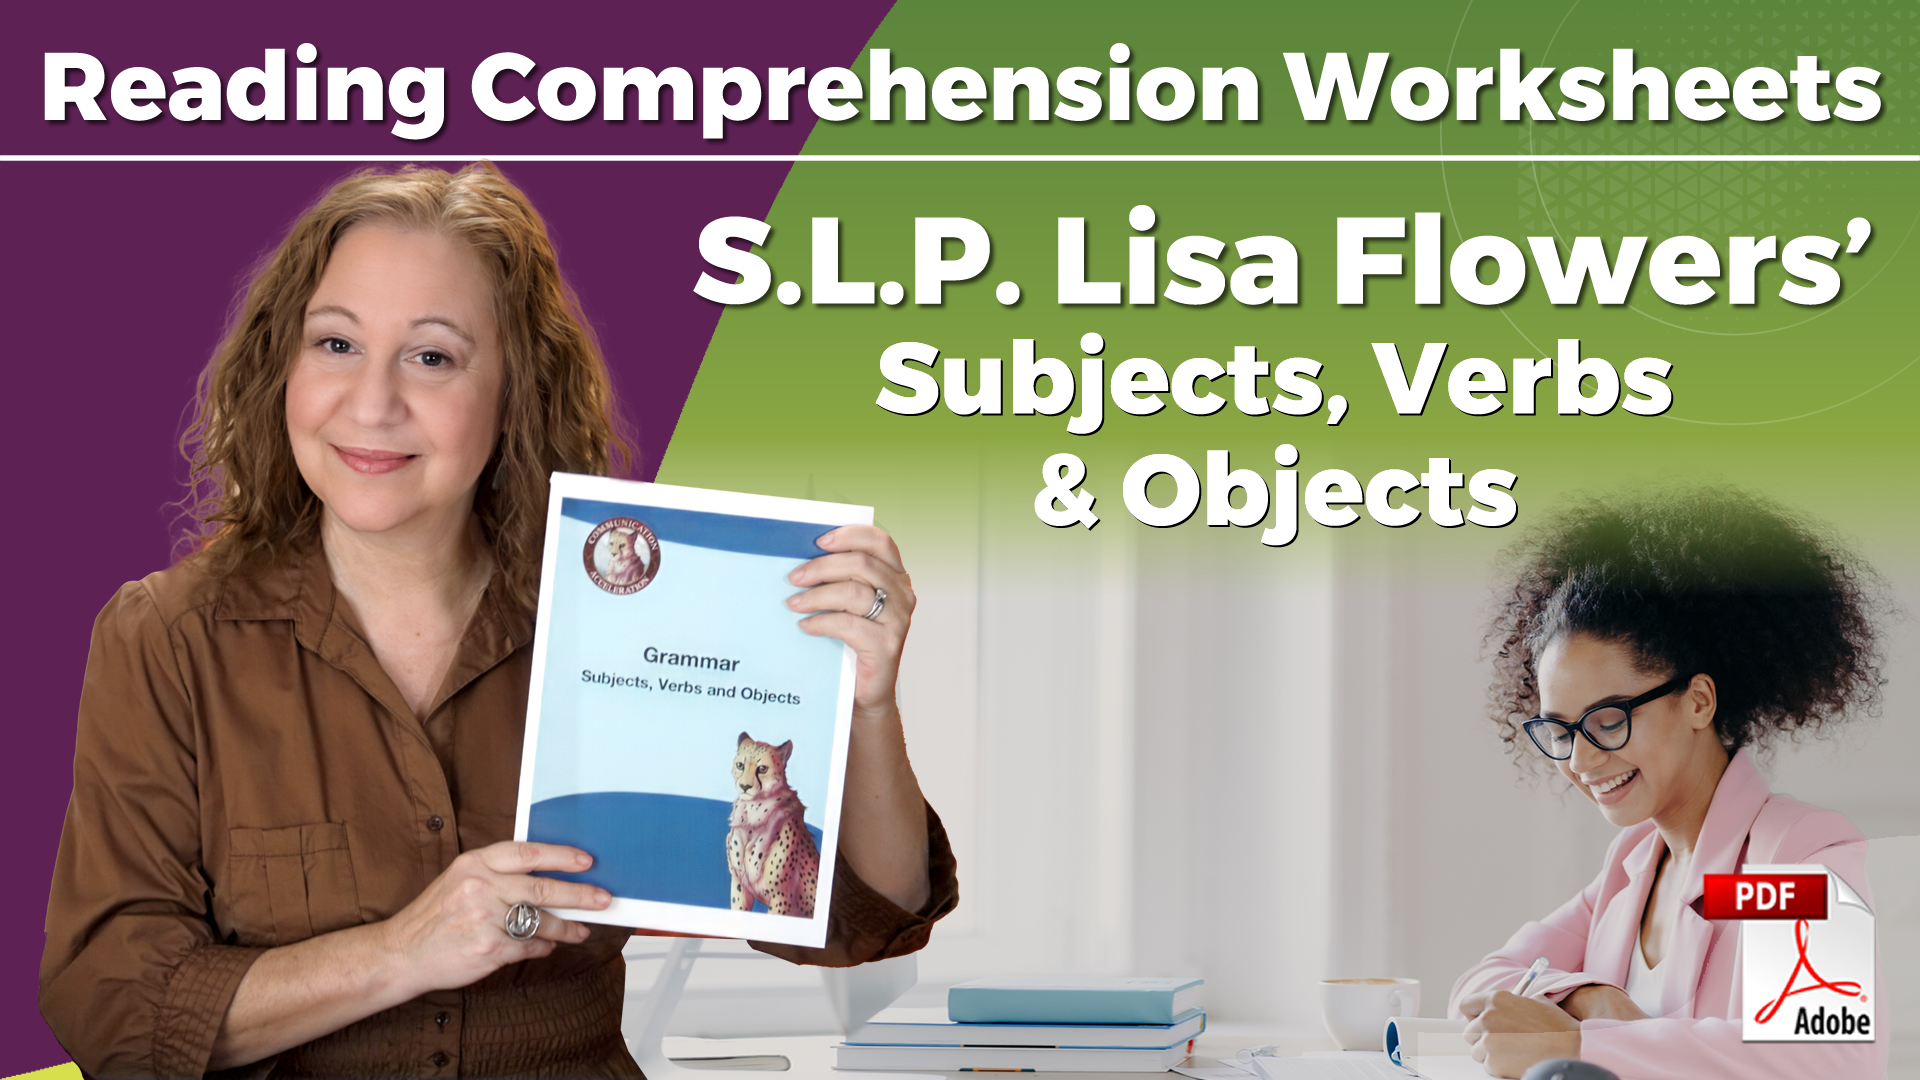 Reading Comprehension Worksheets
S.L.P. Lisa Flowers’
Subjects, Verbs
& Objects
COMMUNICATION
ACCELERATION
Grammar
Subjects, Verbs and Objects
PDF
Adobe